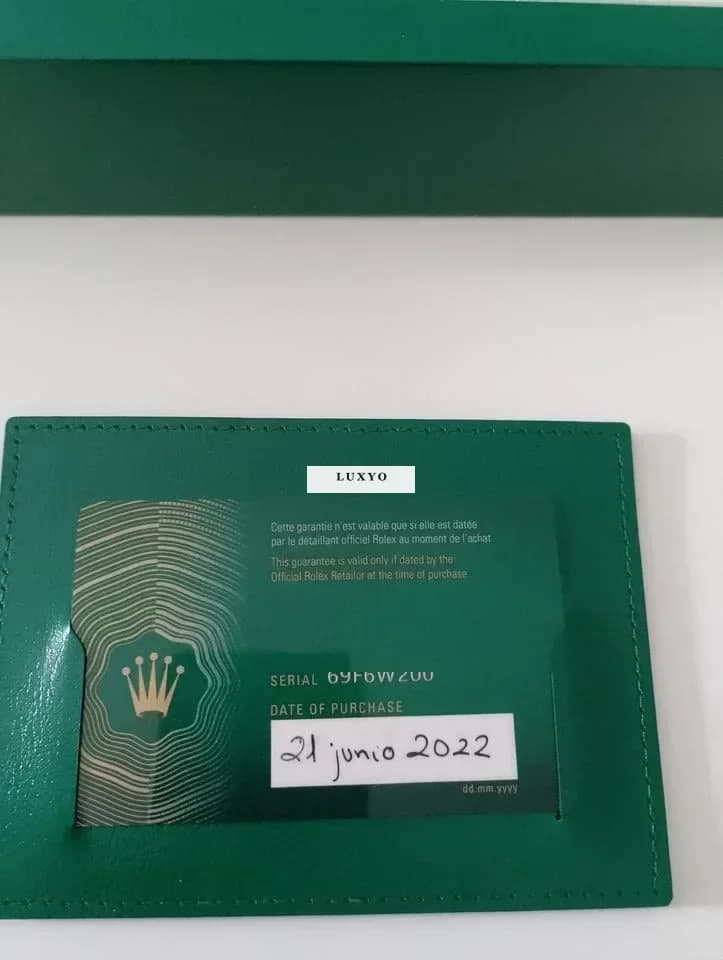 LUXYO
Cette garantie n'est valable que si elle est datée
par le détaillant officiel Rolex au moment de l'achat
This guarantee is valid only if dated by the
Official Rolex Retailer at the time of purchase
SERIAL
DATE OF PURCHASE
21 junio 2022
dd.mm.yyyy